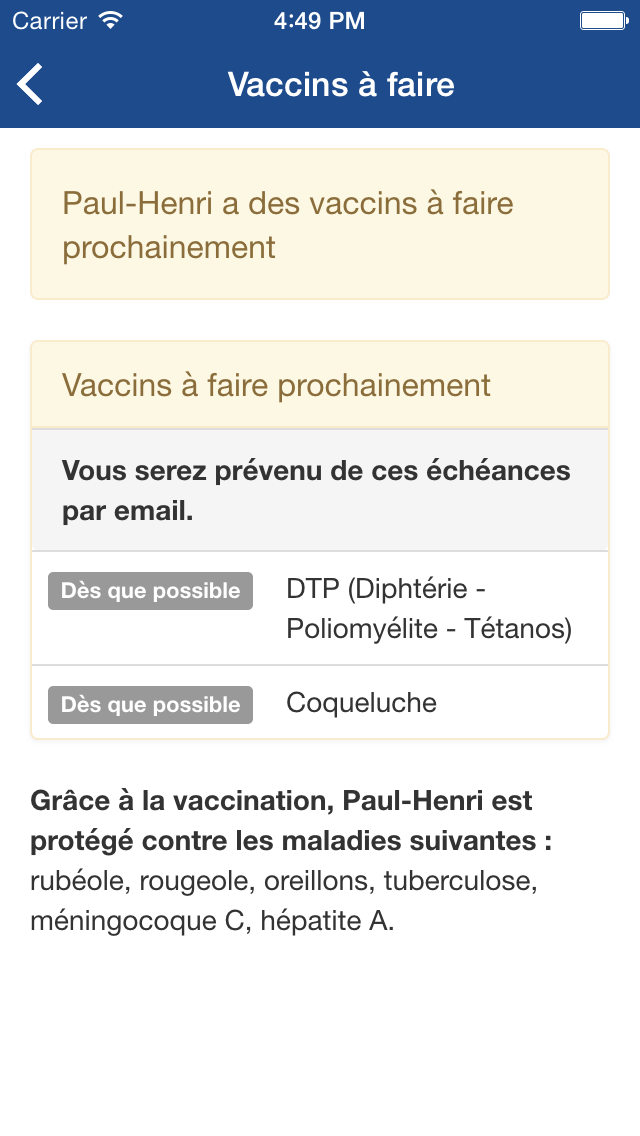 Carrier 4:49 PM
Vaccins à faire
Paul-Henri a des vaccins à faire
prochainement
Vaccins à faire prochainement
Vous serez prévenu de ces échéances
par email.
Dès que possible DTP (Diphtérie -
Poliomyélite - Tétanos)
Dès que possible Coqueluche
Grâce à la vaccination, Paul-Henri est
protégé contre les maladies suivantes :
rubéole, rougeole, oreillons, tuberculose,
méningocoque C, hépatite A.